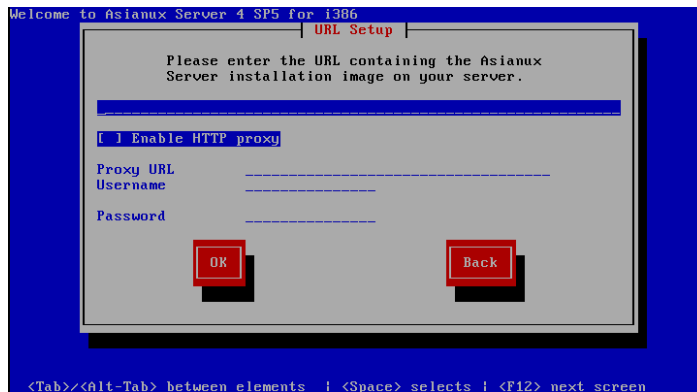 Welcome to Asianux Server 4 SP5 for i386
URL Setup
Please enter the URL containing the Asianux
Server installation image on your server.
[ ] Enable HTTP proxy
Proxy URL
Username
Password
OK Back
<Tab>/<Alt-Tab> between elements | <Space> selects | <F12> next screen